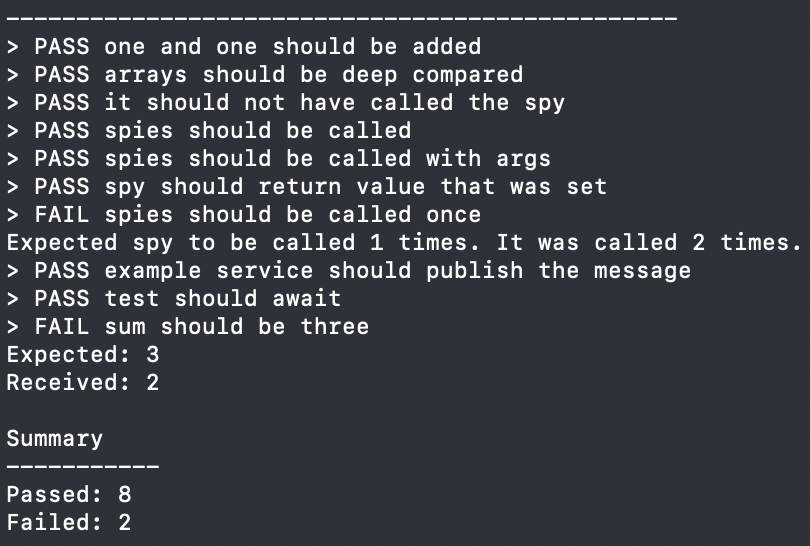 ------------------------------------------------
> PASS one and one should be added
> PASS arrays should be deep compared
> PASS it should not have called the spy
> PASS spies should be called
> PASS spies should be called with args
> PASS spy should return value that was set
> FAIL spies should be called once
Expected spy to be called 1 times. It was called 2 times.
> PASS example service should publish the message
> PASS test should await
> FAIL sum should be three
Expected: 3
Received: 2
Summary
-----------
Passed: 8
Failed: 2